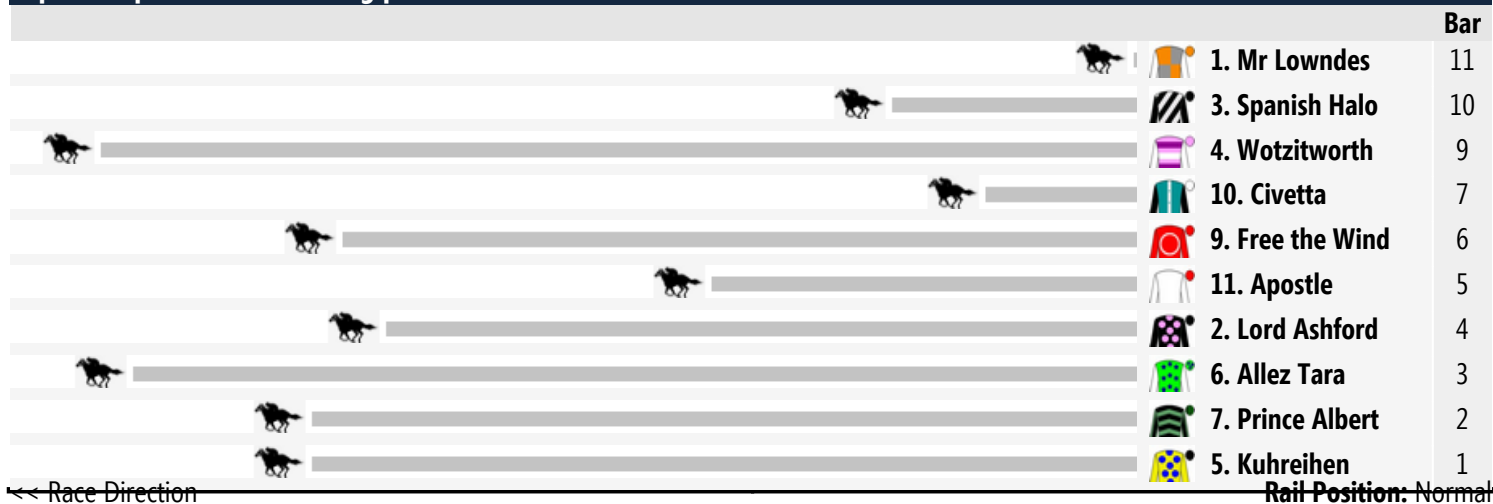 Bar
1. Mr Lowndes 11
3. Spanish Halo 10
4. Wotzitworth 9
10. Civetta 7
9. Free the Wind 6
11. Apostle 5
2. Lord Ashford 4
6. Allez Tara 3
7. Prince Albert 2
5. Kuhreihen 1
<< Race Direction Rail Position: Normal